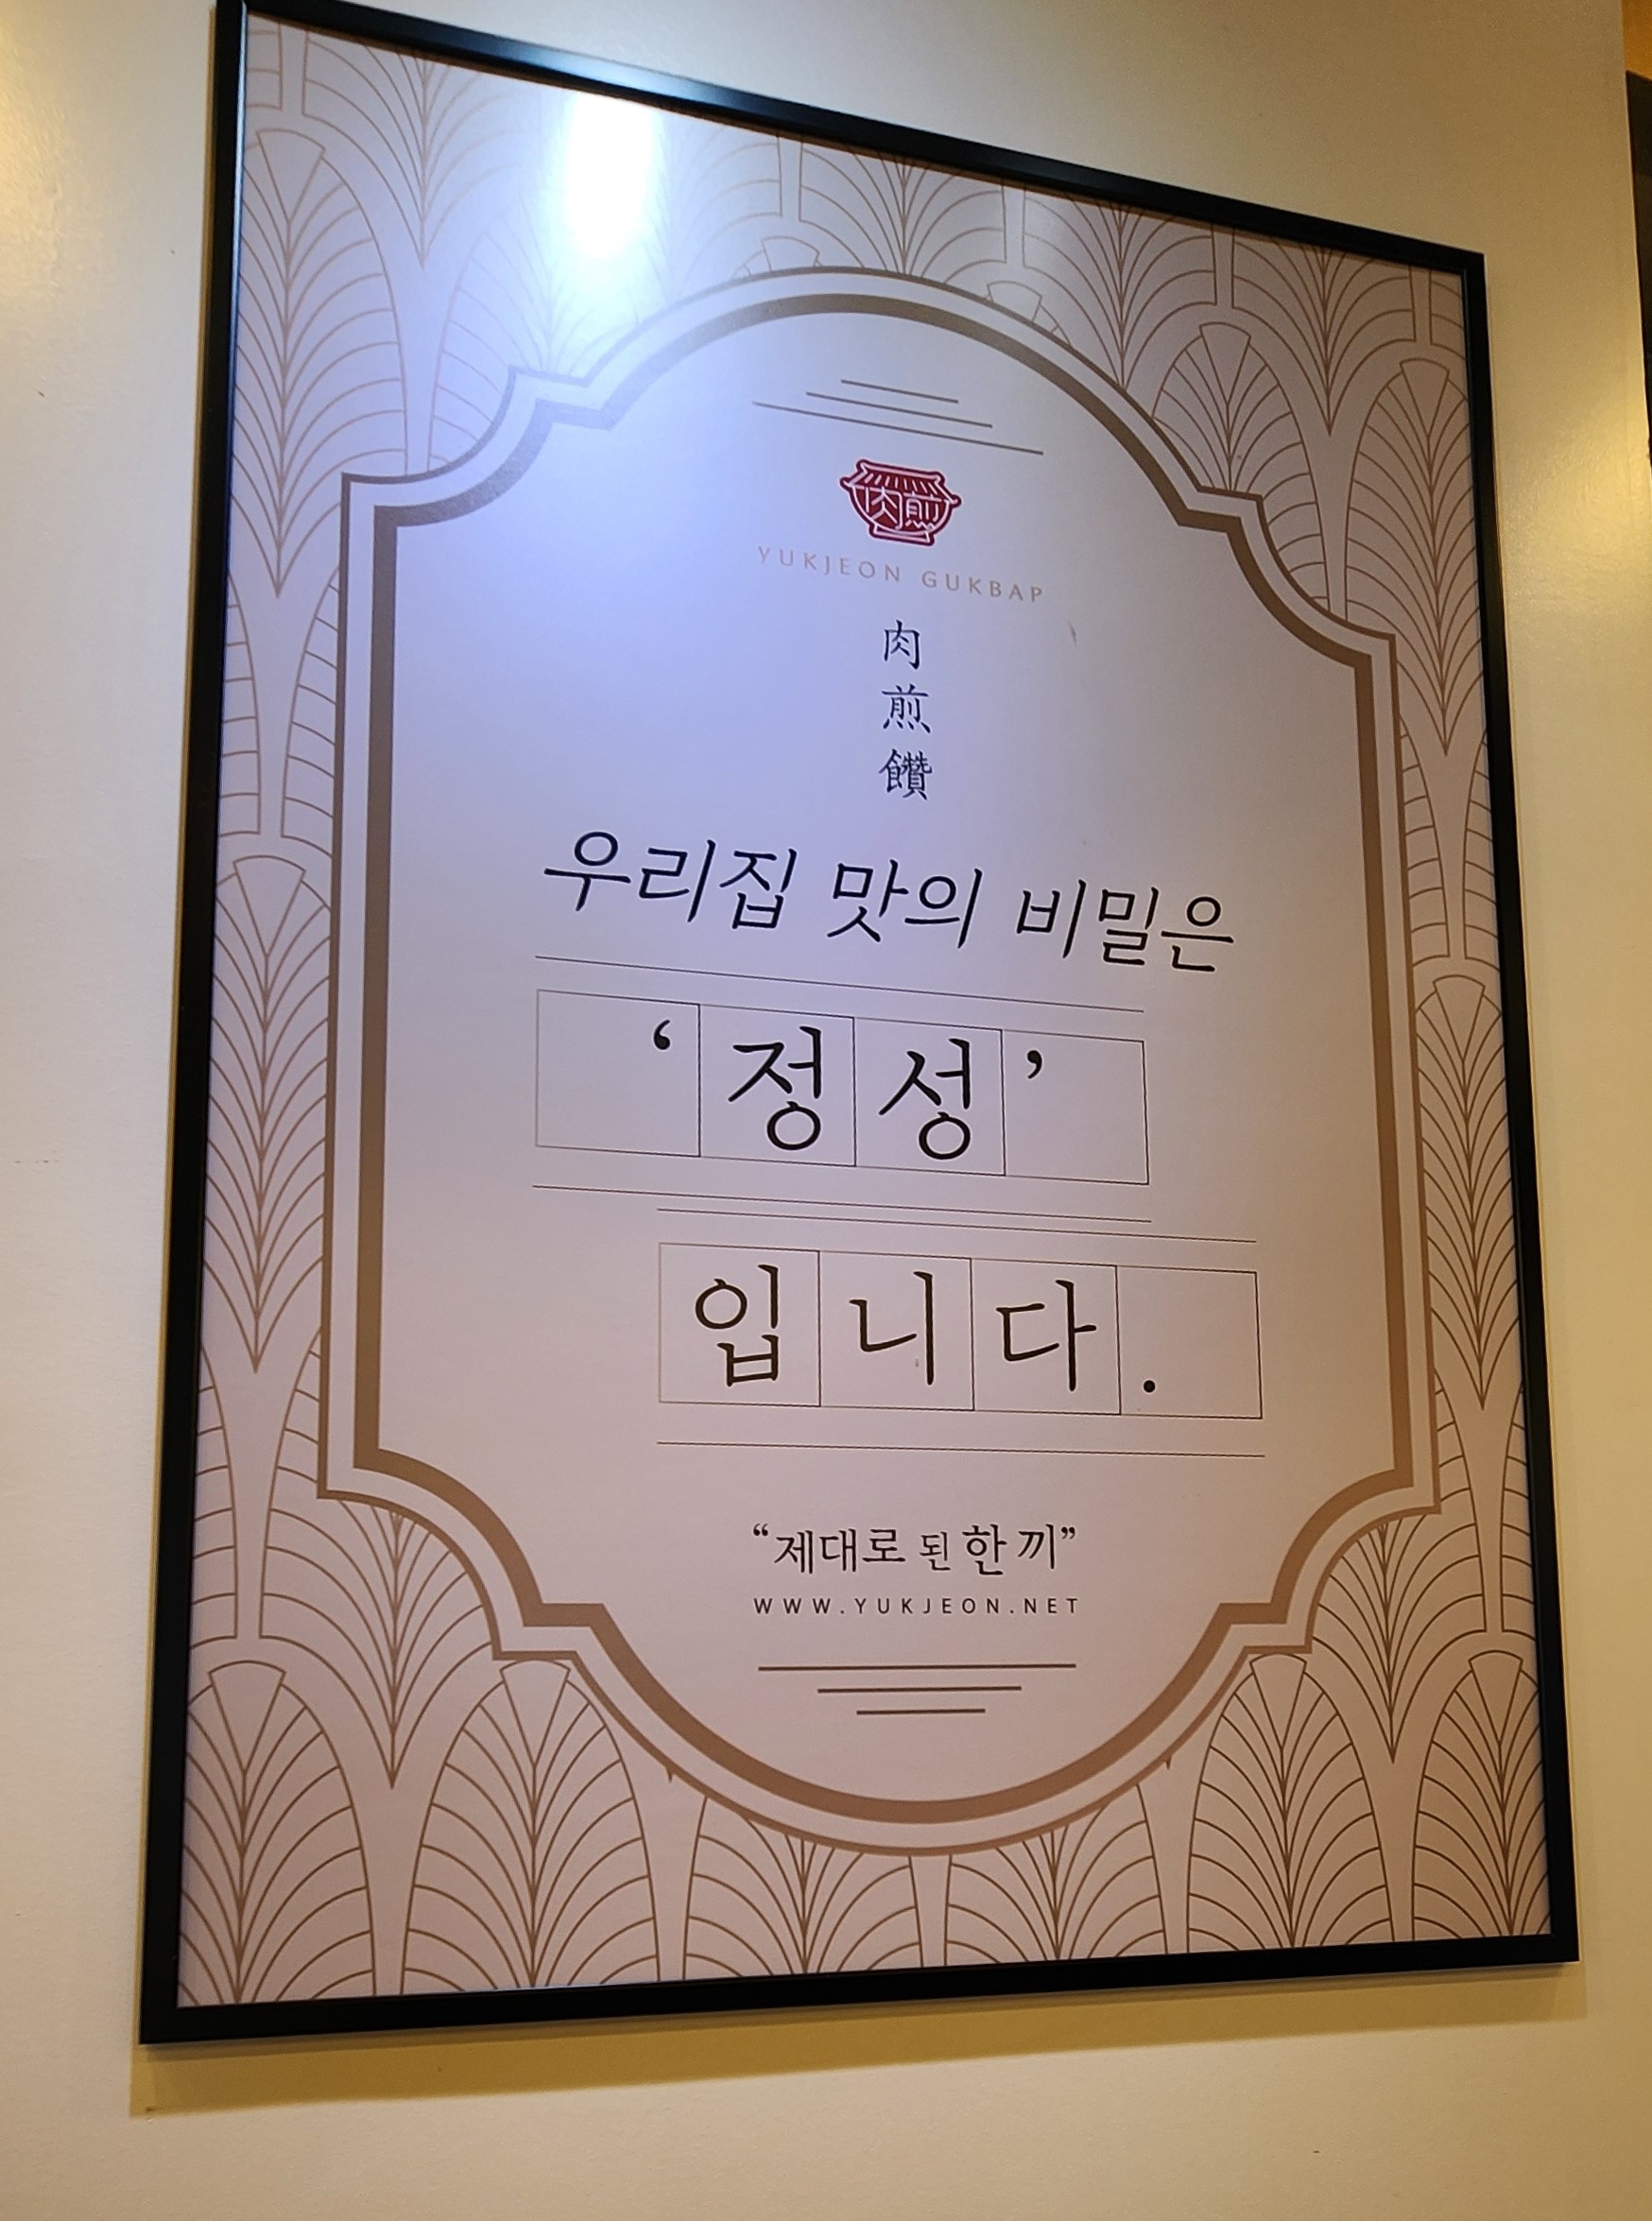 肉煎
YUKJEON GUKBAP
肉
煎
饡
우리집 맛의 비밀은
‘정성’
입니다.
“제대로 된 한 끼”
WWW.YUKJEON.NET